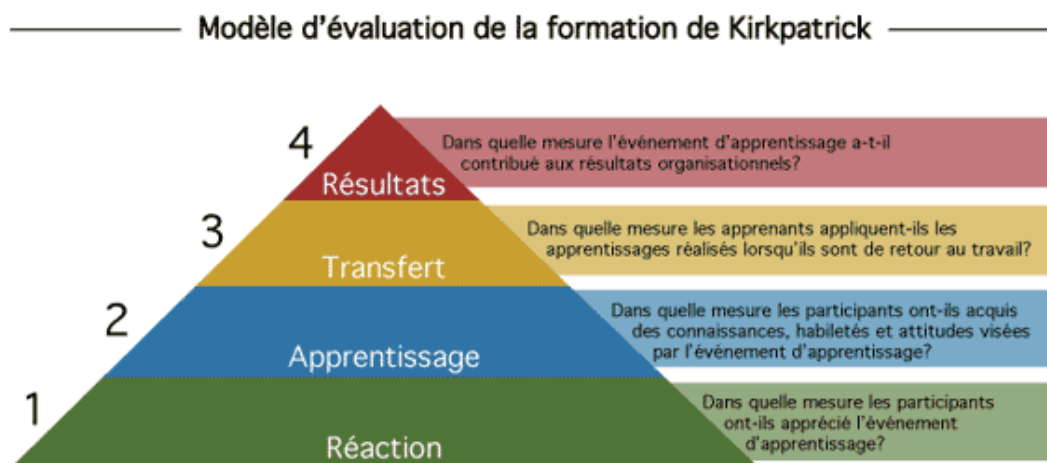 Modèle d'évaluation de la formation de Kirkpatrick
4
Résultats
Dans quelle mesure l'événement d'apprentissage a-t-il
contribué aux résultats organisationnels?
3
Transfert
Dans quelle mesure les apprenants appliquent-ils les
apprentissages réalisés lorsqu'ils sont de retour au travail?
2
Apprentissage
Dans quelle mesure les participants ont-ils acquis
des connaissances, habiletés et attitudes visées
par l'événement d'apprentissage?
1
Réaction
Dans quelle mesure les participants
ont-ils apprécié l'événement
d'apprentissage?